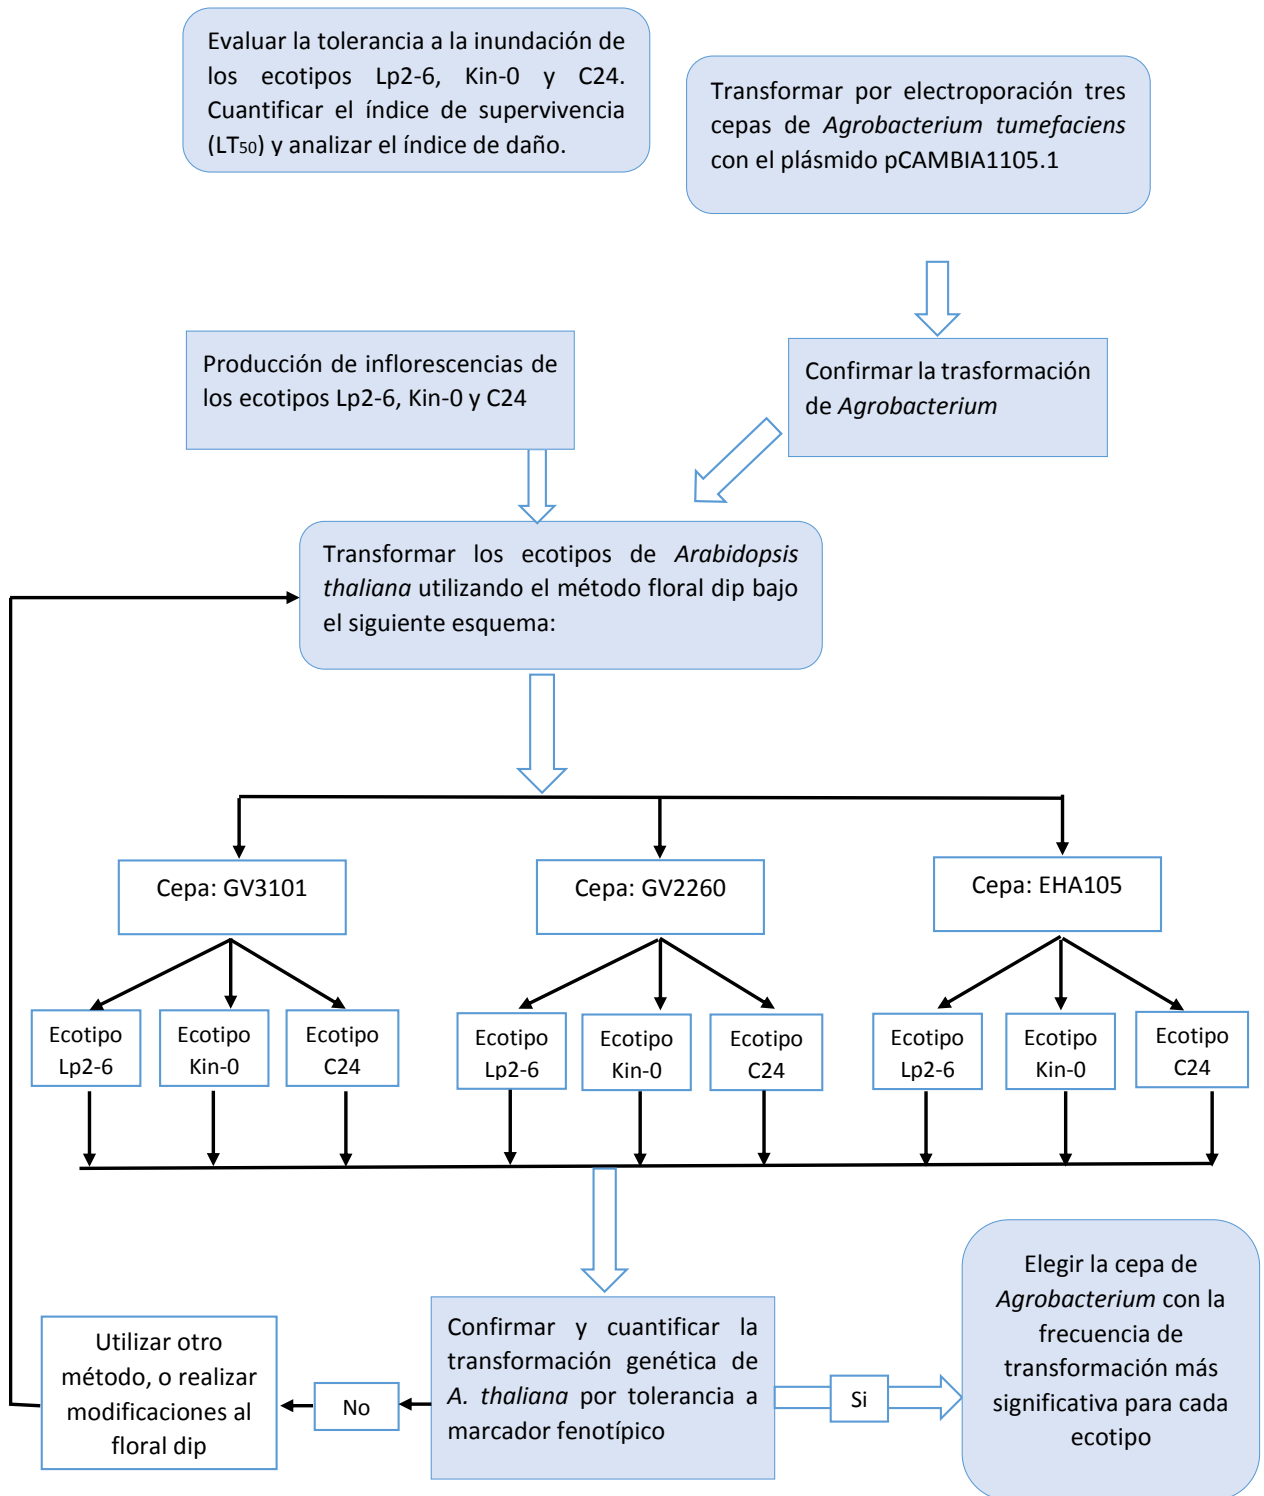 Evaluar la tolerancia a la inundación de
los ecotipos Lp2-6, Kin-0 y C24.
Cuantificar el índice de supervivencia
(LT50) y analizar el índice de daño.
Transformar por electroporación tres
cepas de Agrobacterium tumefaciens
con el plásmido pCAMBIA1105.1
Producción de inflorescencias de
los ecotipos Lp2-6, Kin-0 y C24
Confirmar la trasformación
de Agrobacterium
Transformar los ecotipos de Arabidopsis
thaliana utilizando el método floral dip bajo
el siguiente esquema:
Cepa: GV3101
Cepa: GV2260
Cepa: EHA105
Ecotipo
Lp2-6
Ecotipo
Kin-0
Ecotipo
C24
Ecotipo
Lp2-6
Ecotipo
Kin-0
Ecotipo
C24
Ecotipo
Lp2-6
Ecotipo
Kin-0
Ecotipo
C24
Utilizar otro
método, o realizar
modificaciones al
floral dip
No
Confirmar y cuantificar la
transformación genética de
A. thaliana por tolerancia a
marcador fenotípico
Si
Elegir la cepa de
Agrobacterium con la
frecuencia de
transformación más
significativa para cada
ecotipo